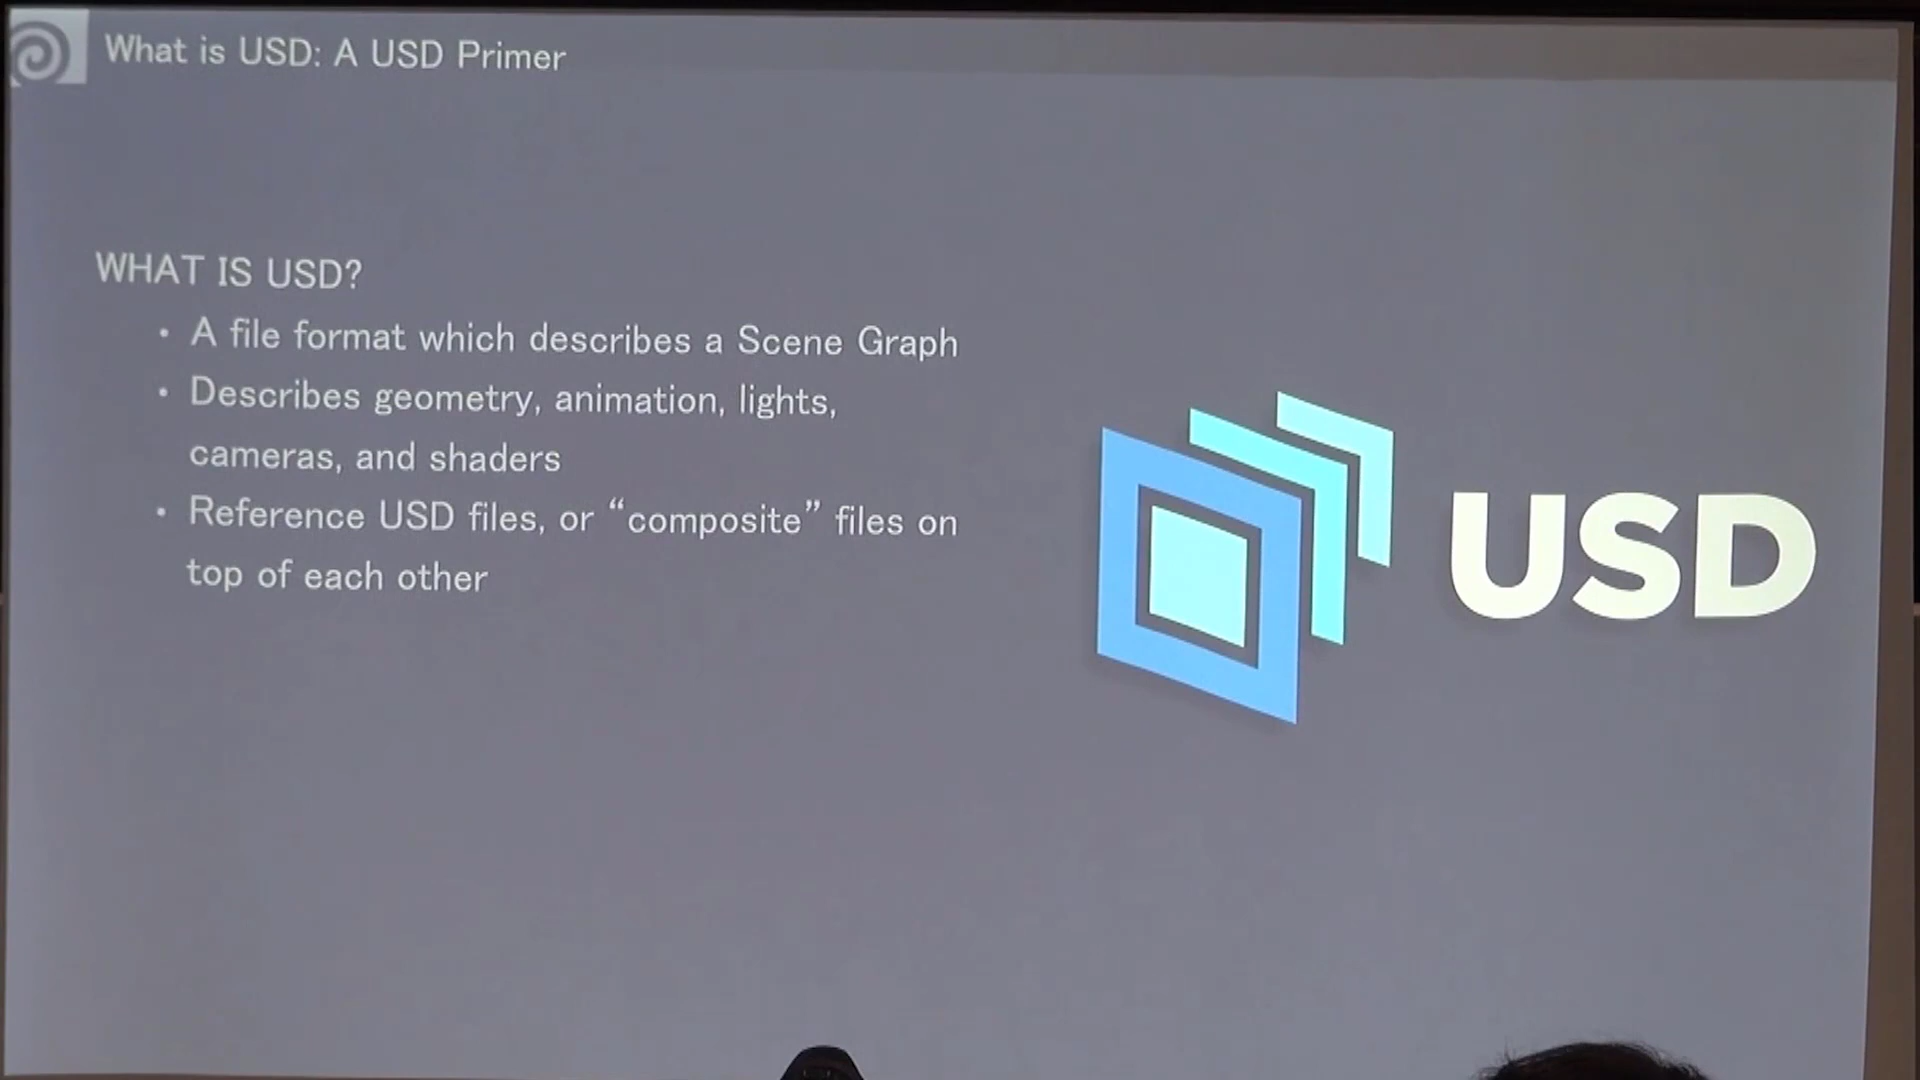 What is USD: A USD Primer
WHAT IS USD?
• A file format which describes a Scene Graph
• Describes geometry, animation, lights,
cameras, and shaders
• Reference USD files, or “composite” files on
top of each other
USD